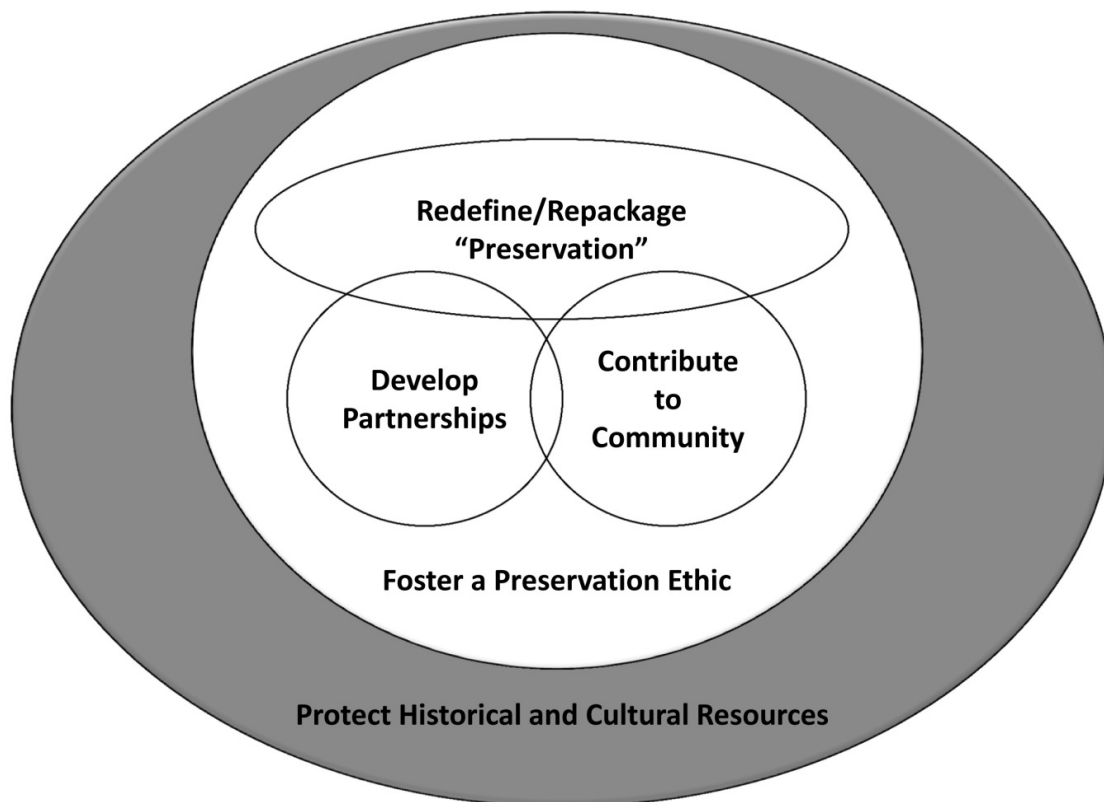 Redefine/Repackage
“Preservation”
Develop
Partnerships
Contribute
to
Community
Foster a Preservation Ethic
Protect Historical and Cultural Resources